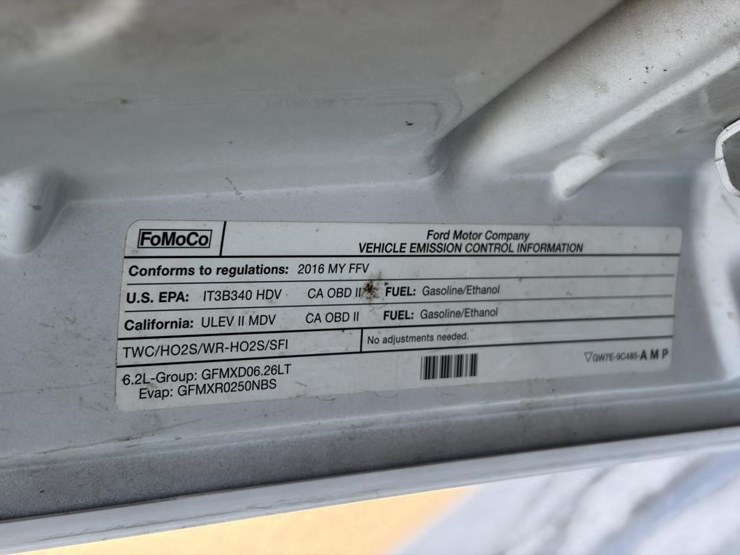 FoMoCo
Ford Motor Company
VEHICLE EMISSION CONTROL INFORMATION
Conforms to regulations: 2016 MY FFV
U.S. EPA: IT3B340 HDV CA OBD II FUEL: Gasoline/Ethanol
California: ULEV II MDV CA OBD II FUEL: Gasoline/Ethanol
TWC/HO2S/WR-HO2S/SFI
No adjustments needed.
6.2L-Group: GFMXD06.26LT
Evap: GFMXR0250NBS
GW7E-9C485-AMP